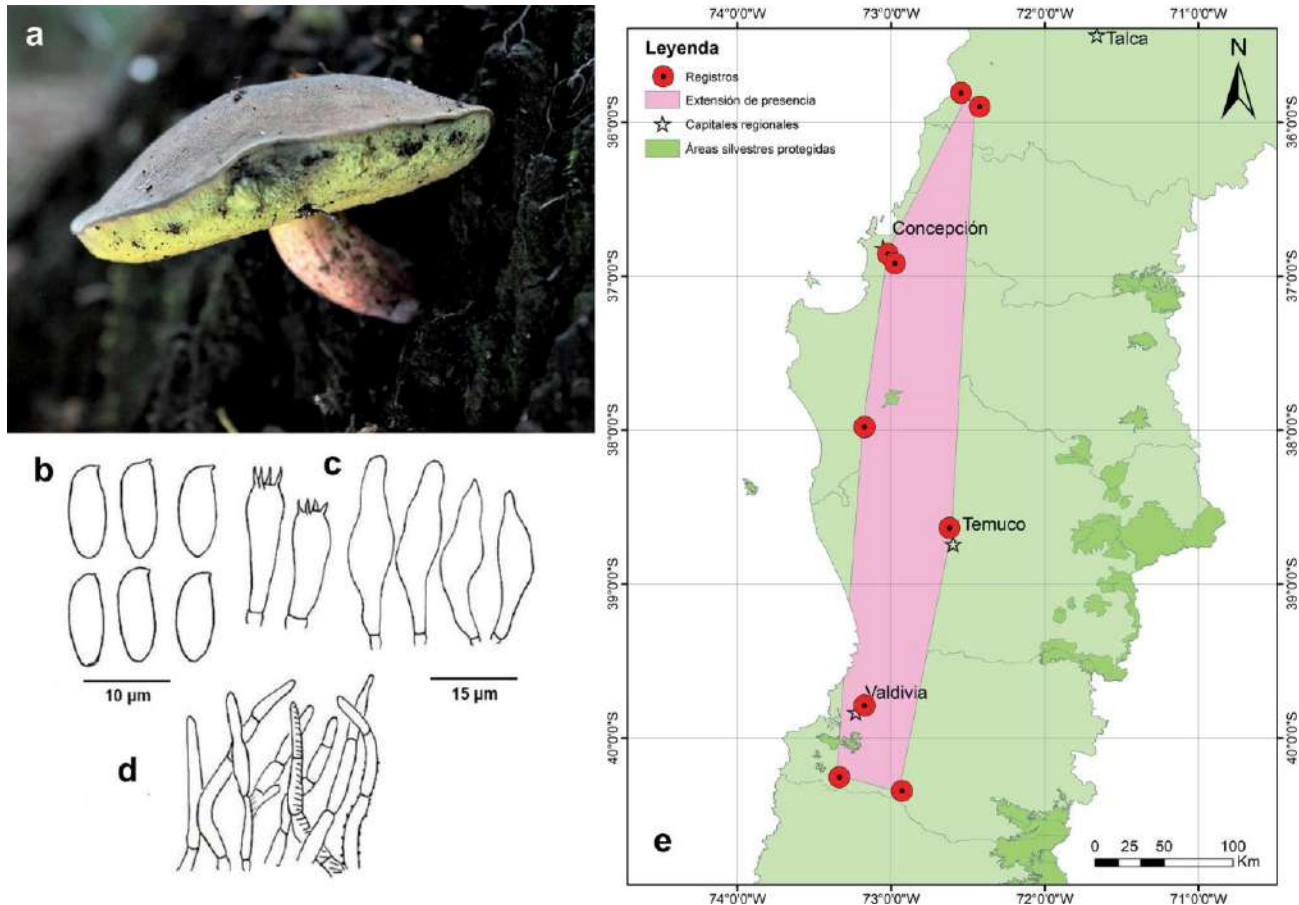 a
b
c
10 µm
15 µm
d
74°0'0"W
73°0'0"W
72°0'0"W
71°0'0"W
Leyenda
Registros
Extensión de presencia
Capitales regionales
Áreas silvestres protegidas
Talca
N
36°0'0"S
36°0'0"S
Concepción
37°0'0"S
37°0'0"S
38°0'0"S
38°0'0"S
Temuco
39°0'0"S
39°0'0"S
Valdivia
40°0'0"S
40°0'0"S
e
0 25 50 100
Km
74°0'0"W
73°0'0"W
72°0'0"W
71°0'0"W